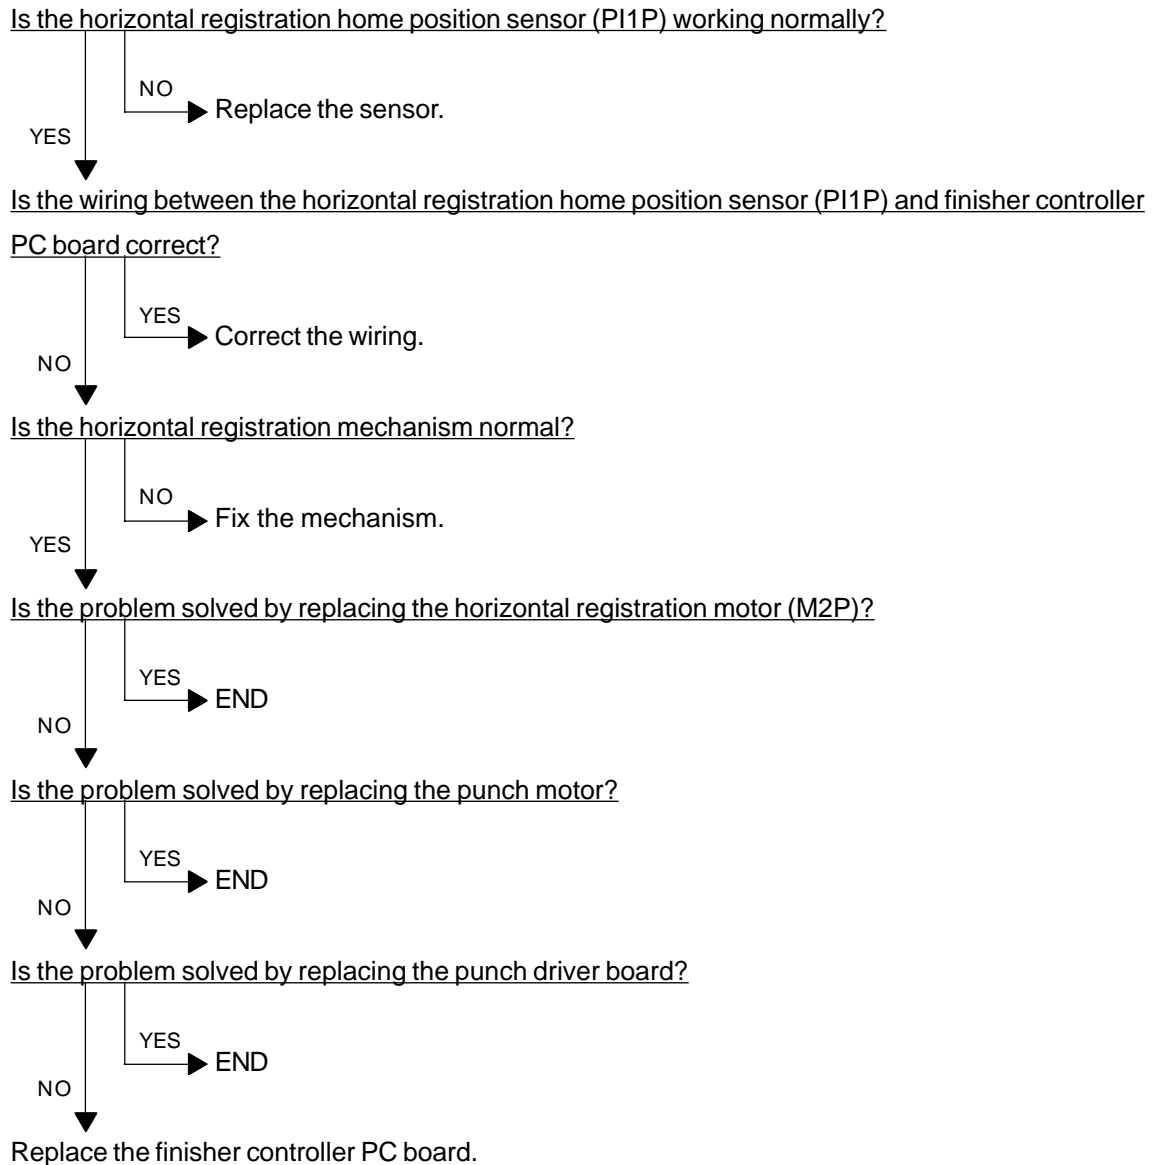 Is the horizontal registration home position sensor (PI1P) working normally?
NO
Replace the sensor.
YES
Is the wiring between the horizontal registration home position sensor (PI1P) and finisher controller
PC board correct?
YES
Correct the wiring.
NO
Is the horizontal registration mechanism normal?
NO
Fix the mechanism.
YES
Is the problem solved by replacing the horizontal registration motor (M2P)?
YES
END
NO
Is the problem solved by replacing the punch motor?
YES
END
NO
Is the problem solved by replacing the punch driver board?
YES
END
NO
Replace the finisher controller PC board.